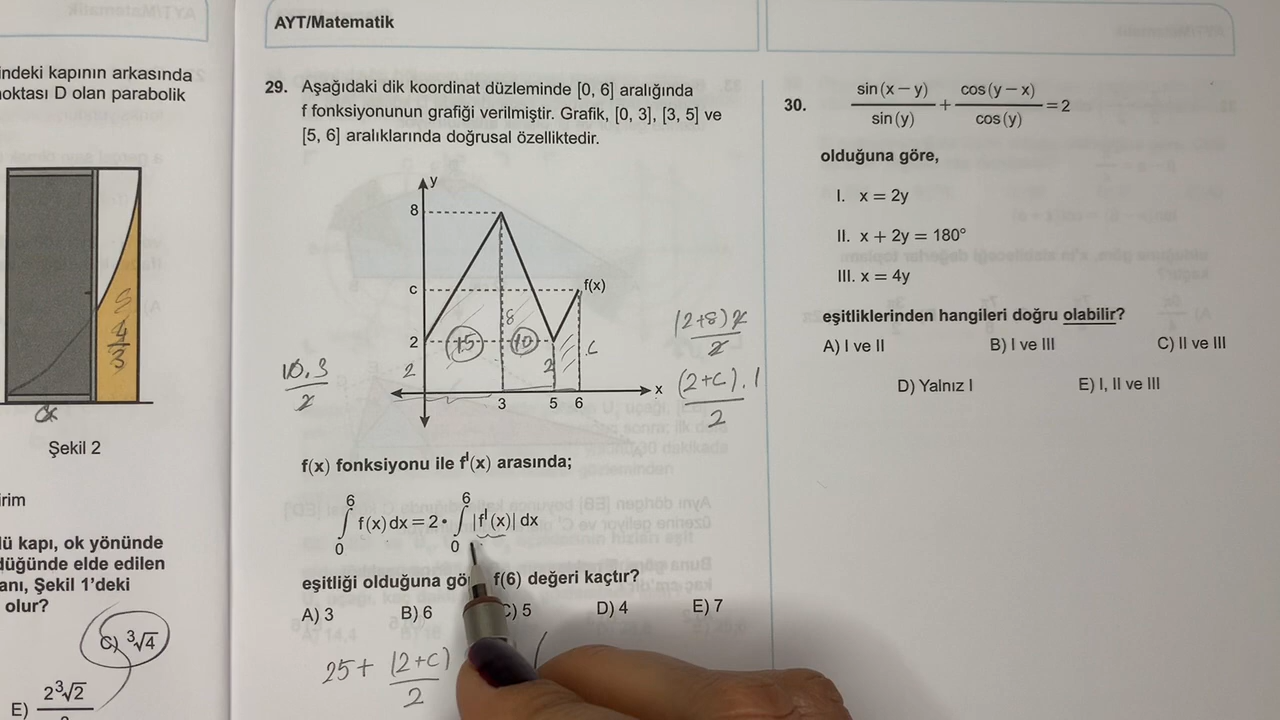 AYT/Matematik
indeki kapının arkasında
noktası D olan parabolik
4
3
Şekil 2
irim
lü kapı, ok yönünde
düğünde elde edilen
anı, Şekil 1'deki
olur?
C) ³√4
E) 2³√2
29. Aşağıdaki dik koordinat düzleminde [0, 6] aralığında
f fonksiyonunun grafiği verilmiştir. Grafik, [0, 3], [3, 5] ve
[5, 6] aralıklarında doğrusal özelliktedir.
y
8
c
f(x)
8
2
15
10
2
2
c
x
3 5 6
10.3
2
(2+8)2
2
(2+c).1
2
f(x) fonksiyonu ile f'(x) arasında;
6 6
∫ f(x) dx = 2 • ∫ |f'(x)| dx
0 0
eşitliği olduğuna gö f(6) değeri kaçtır?
A) 3 B) 6 C) 5 D) 4 E) 7
25 + (2+c)
2
30. sin(x – y) / sin(y) + cos(y – x) / cos(y) = 2
olduğuna göre,
I. x = 2y
II. x + 2y = 180°
III. x = 4y
eşitliklerinden hangileri doğru olabilir?
A) I ve II B) I ve III C) II ve III
D) Yalnız I E) I, II ve III